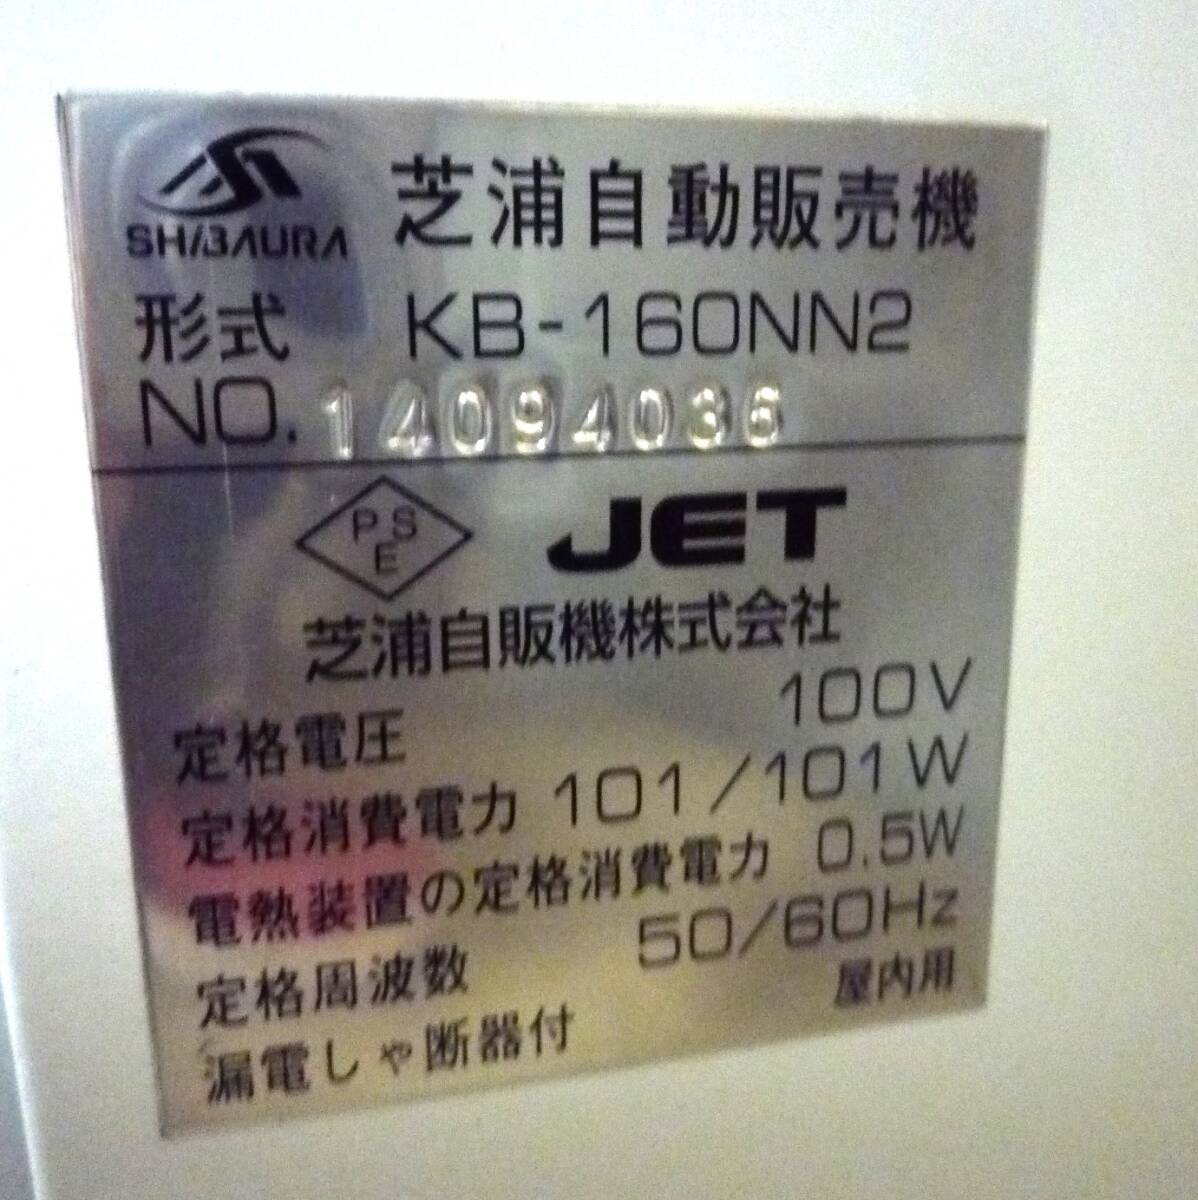 SHIBAURA 芝浦自動販売機
形式 KB-160NN2
NO. 14094036
PSE JET
芝浦自販機株式会社
定格電圧 100V
定格消費電力 101/101W
電熱装置の定格消費電力 0.5W
定格周波数 50/60Hz
漏電しゃ断器付 屋内用